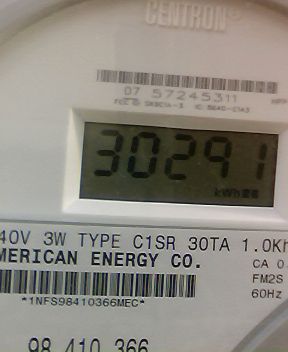 CENTRON®
07 57245311
30291
kWh
40V 3W TYPE C1SR 30TA 1.0Kh
MERICAN ENERGY CO.
CA 0.
FM2S
60Hz
*1NFS98410366MEC*
98 410 366